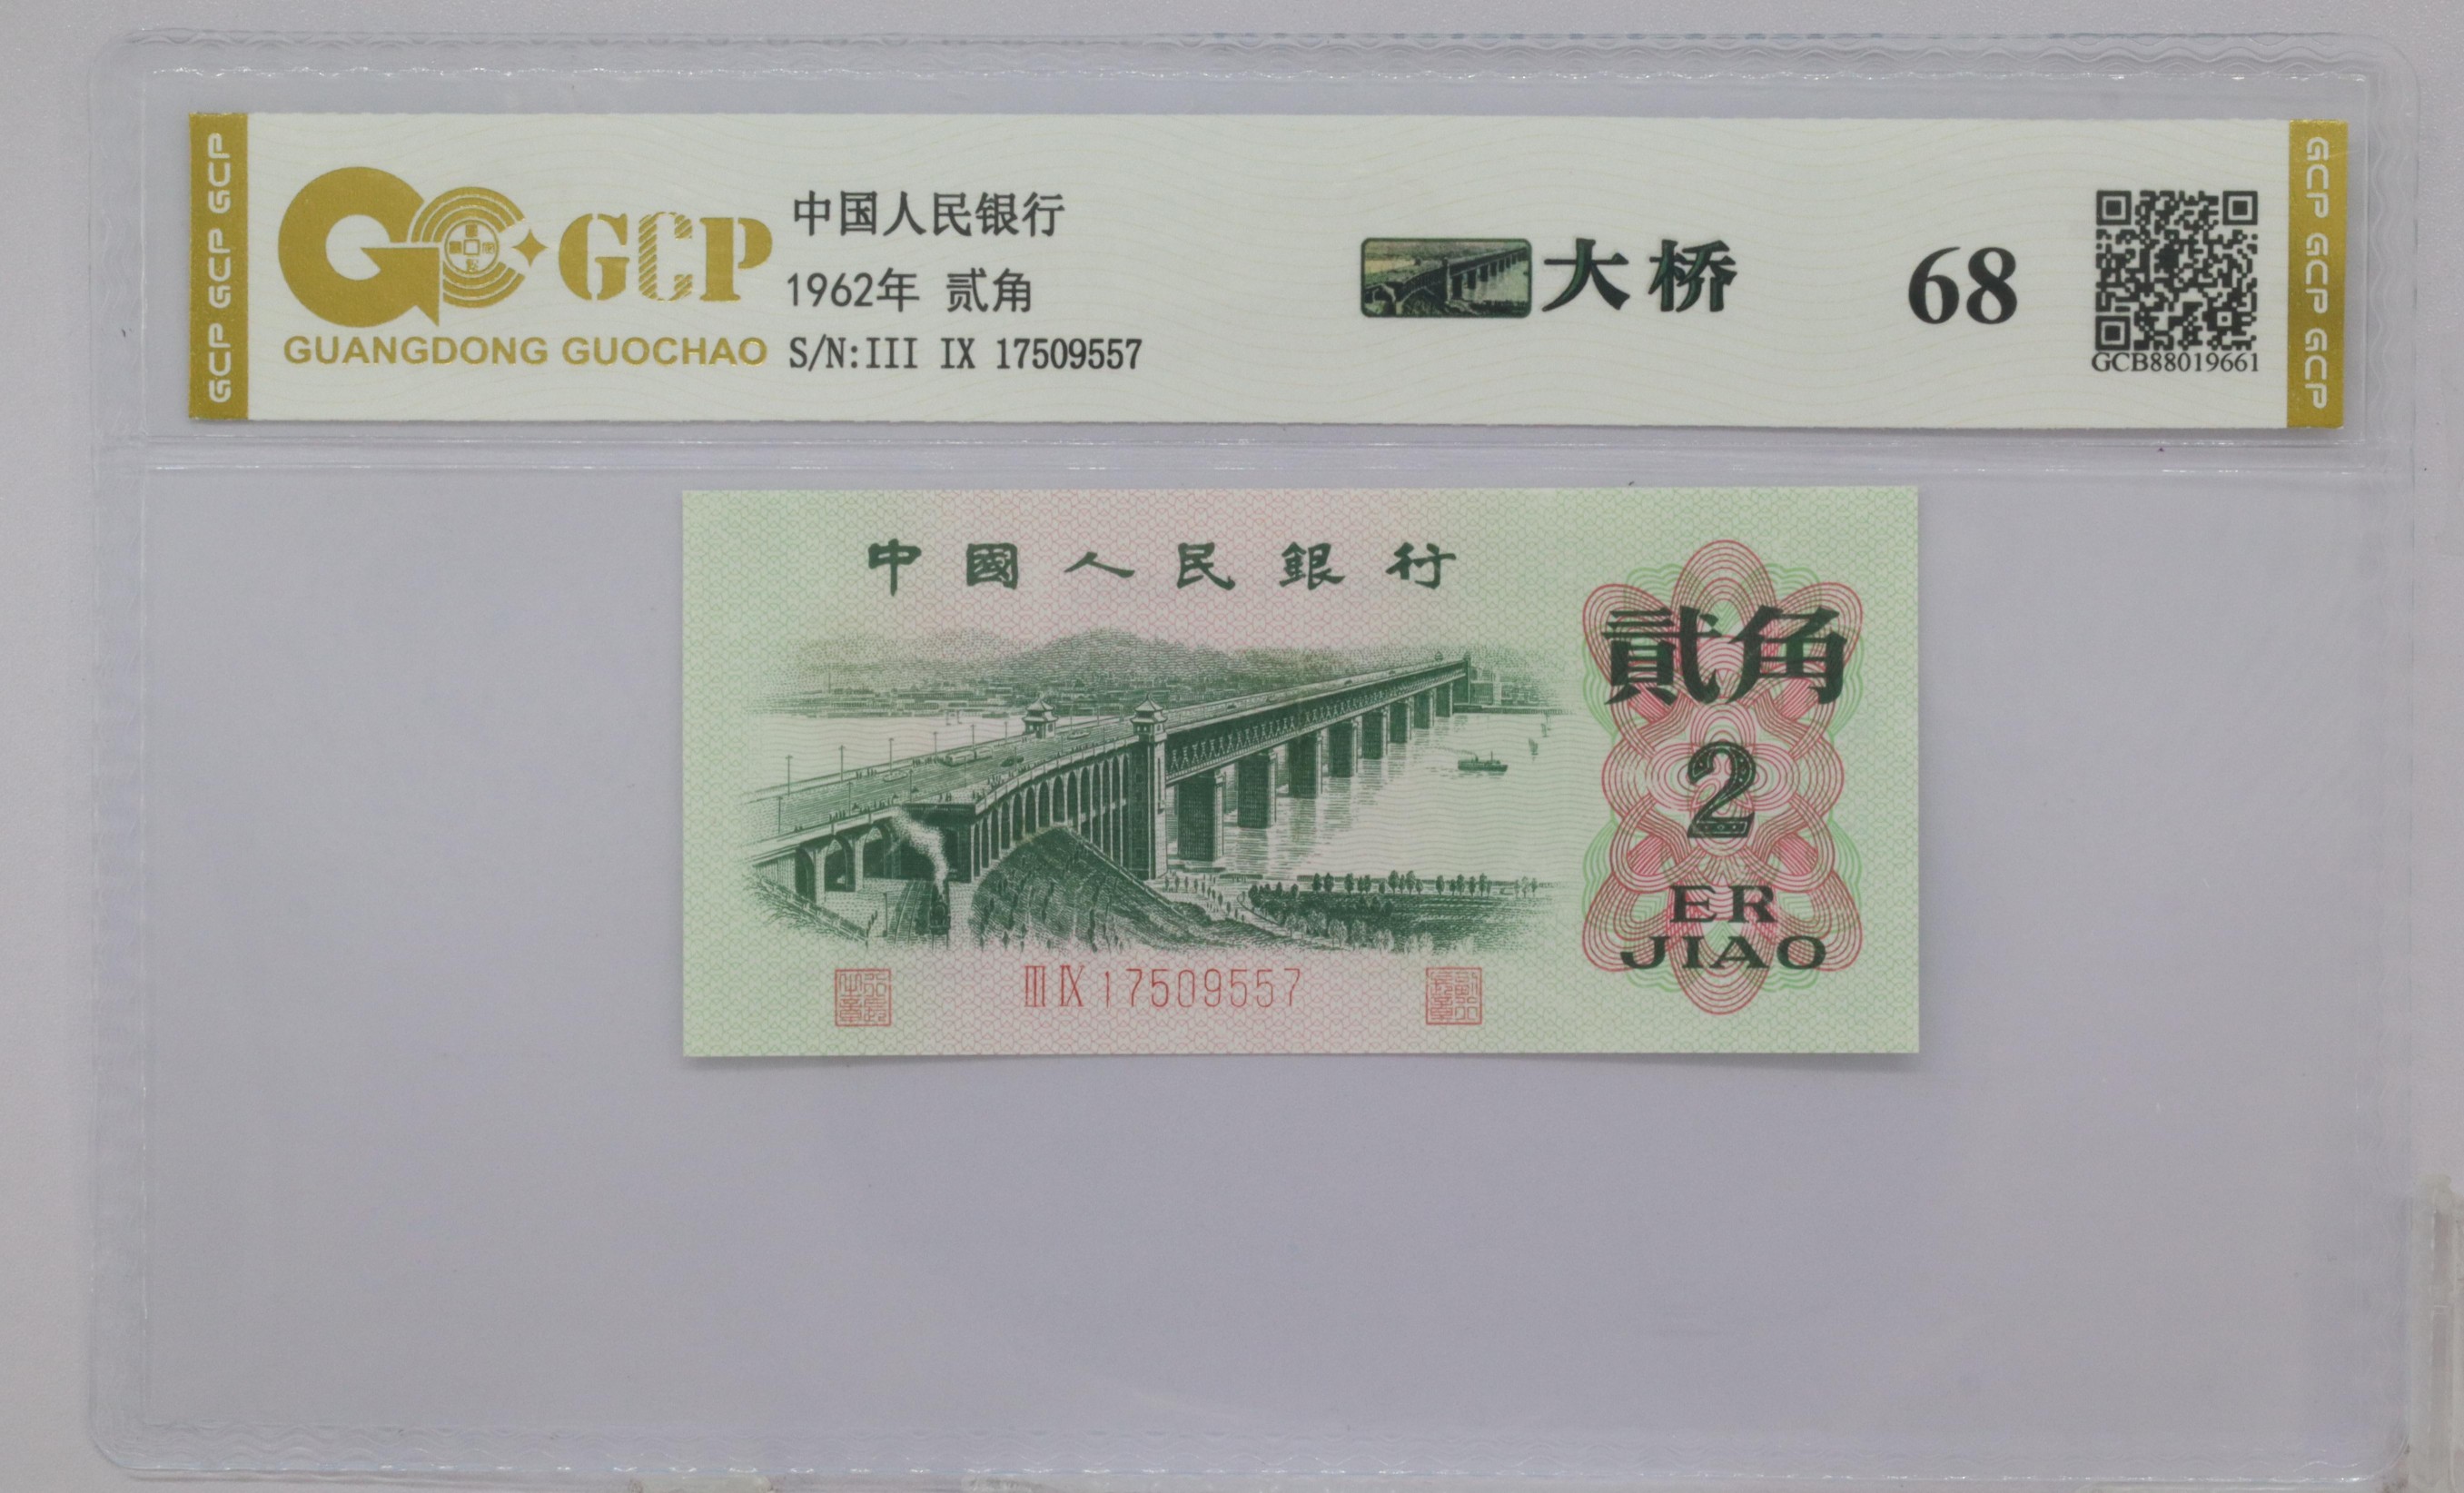 GCP GCP GCP
GCP
GUANGDONG GUOCHAO
中国人民银行
1962年 贰角
S/N:III IX 17509557
大桥
68
GCB88019661
GCP GCP GCP
中國人民銀行
貳角
2
ER
JIAO
III IX 17509557